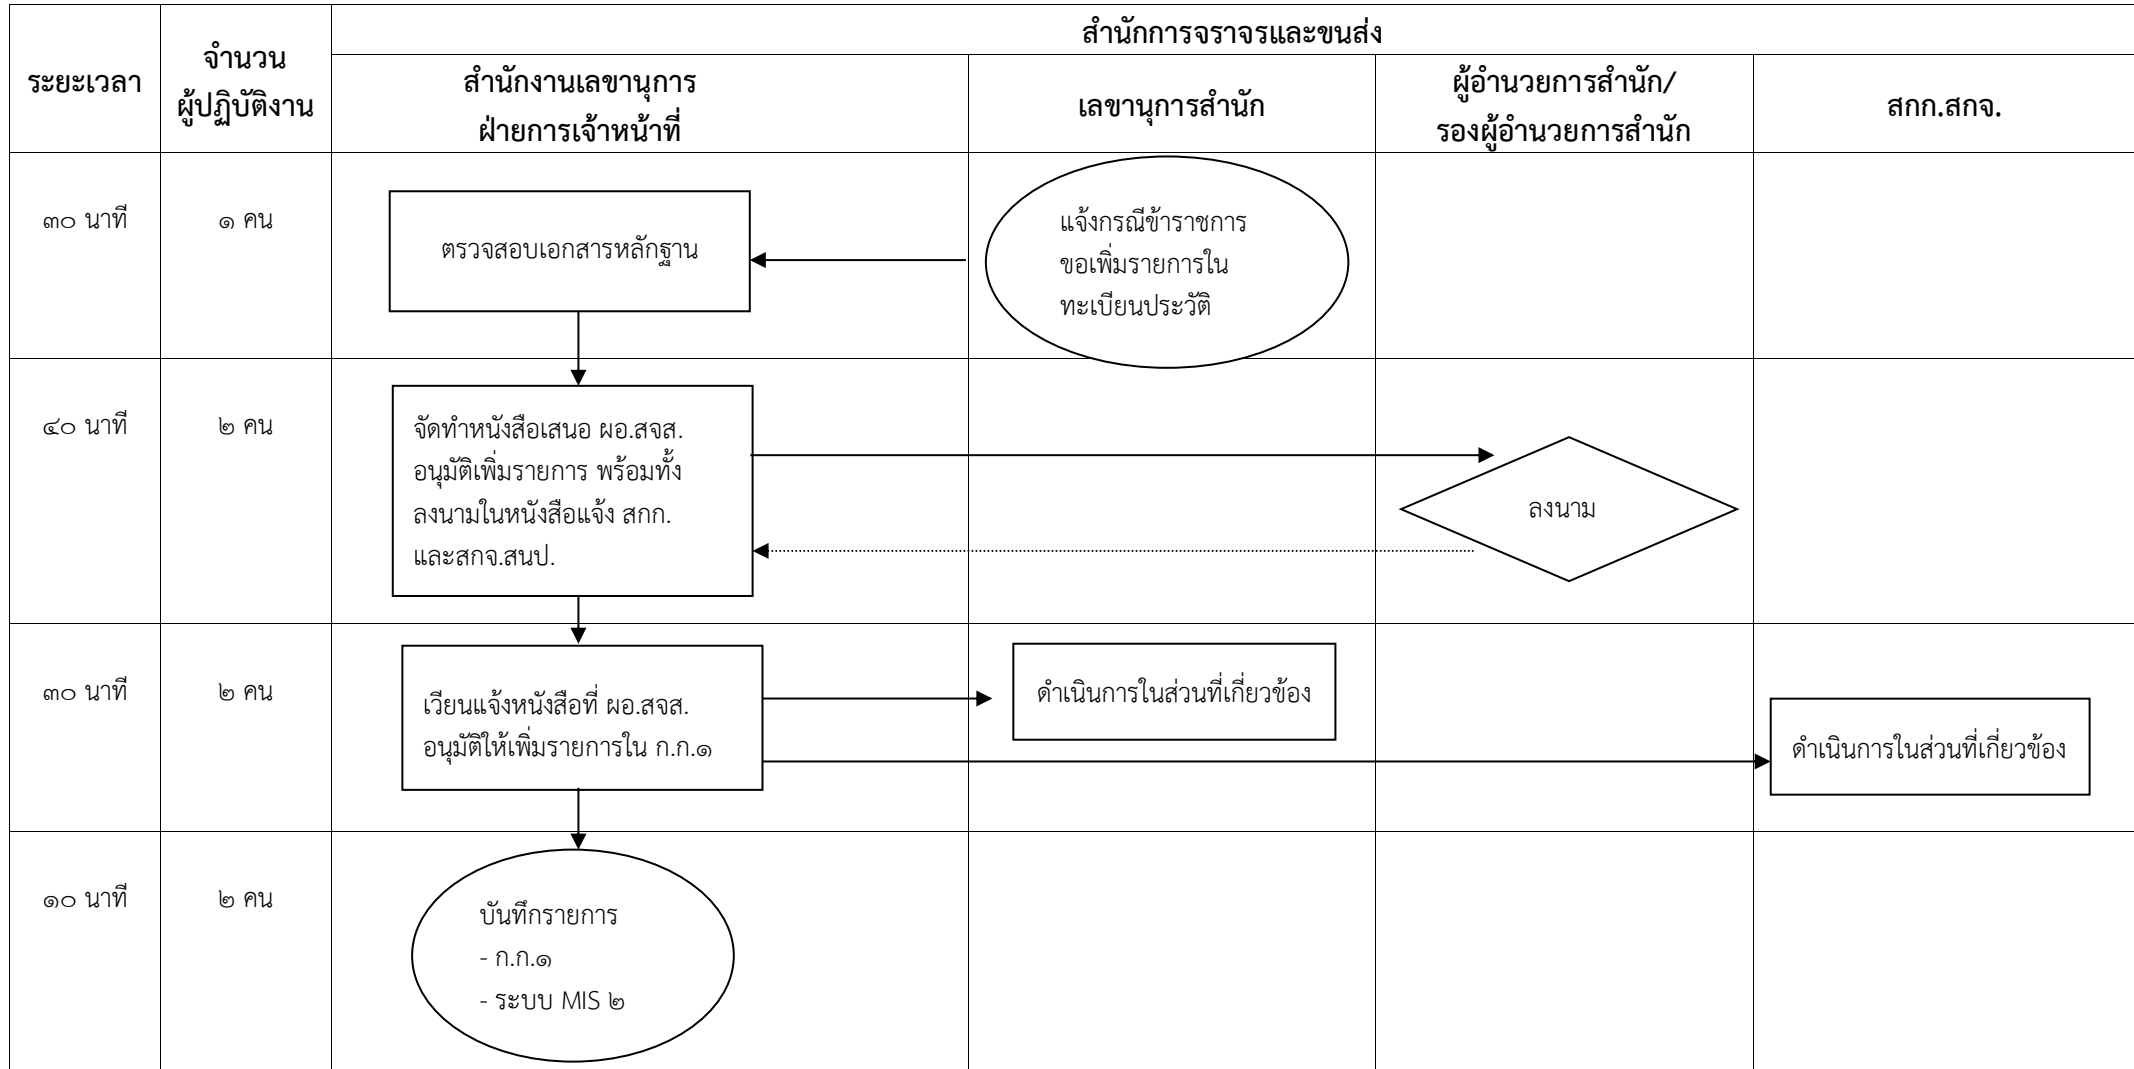 สำนักการจราจรและขนส่ง
ระยะเวลา
จำนวน
ผู้ปฏิบัติงาน
สำนักงานเลขานุการ
ฝ่ายการเจ้าหน้าที่
เลขานุการสำนัก
ผู้อำนวยการสำนัก/
รองผู้อำนวยการสำนัก
สกก.สกจ.
๓๐ นาที
๑ คน
ตรวจสอบเอกสารหลักฐาน
แจ้งกรณีข้าราชการ
ขอเพิ่มรายการใน
ทะเบียนประวัติ
๔๐ นาที
๒ คน
จัดทำหนังสือเสนอ ผอ.สจส.
อนุมัติเพิ่มรายการ พร้อมทั้ง
ลงนามในหนังสือแจ้ง สกก.
และสกจ.สนป.
ลงนาม
๓๐ นาที
๒ คน
เวียนแจ้งหนังสือที่ ผอ.สจส.
อนุมัติให้เพิ่มรายการใน ก.ก.๑
ดำเนินการในส่วนที่เกี่ยวข้อง
ดำเนินการในส่วนที่เกี่ยวข้อง
๑๐ นาที
๒ คน
บันทึกรายการ
- ก.ก.๑
- ระบบ MIS ๒